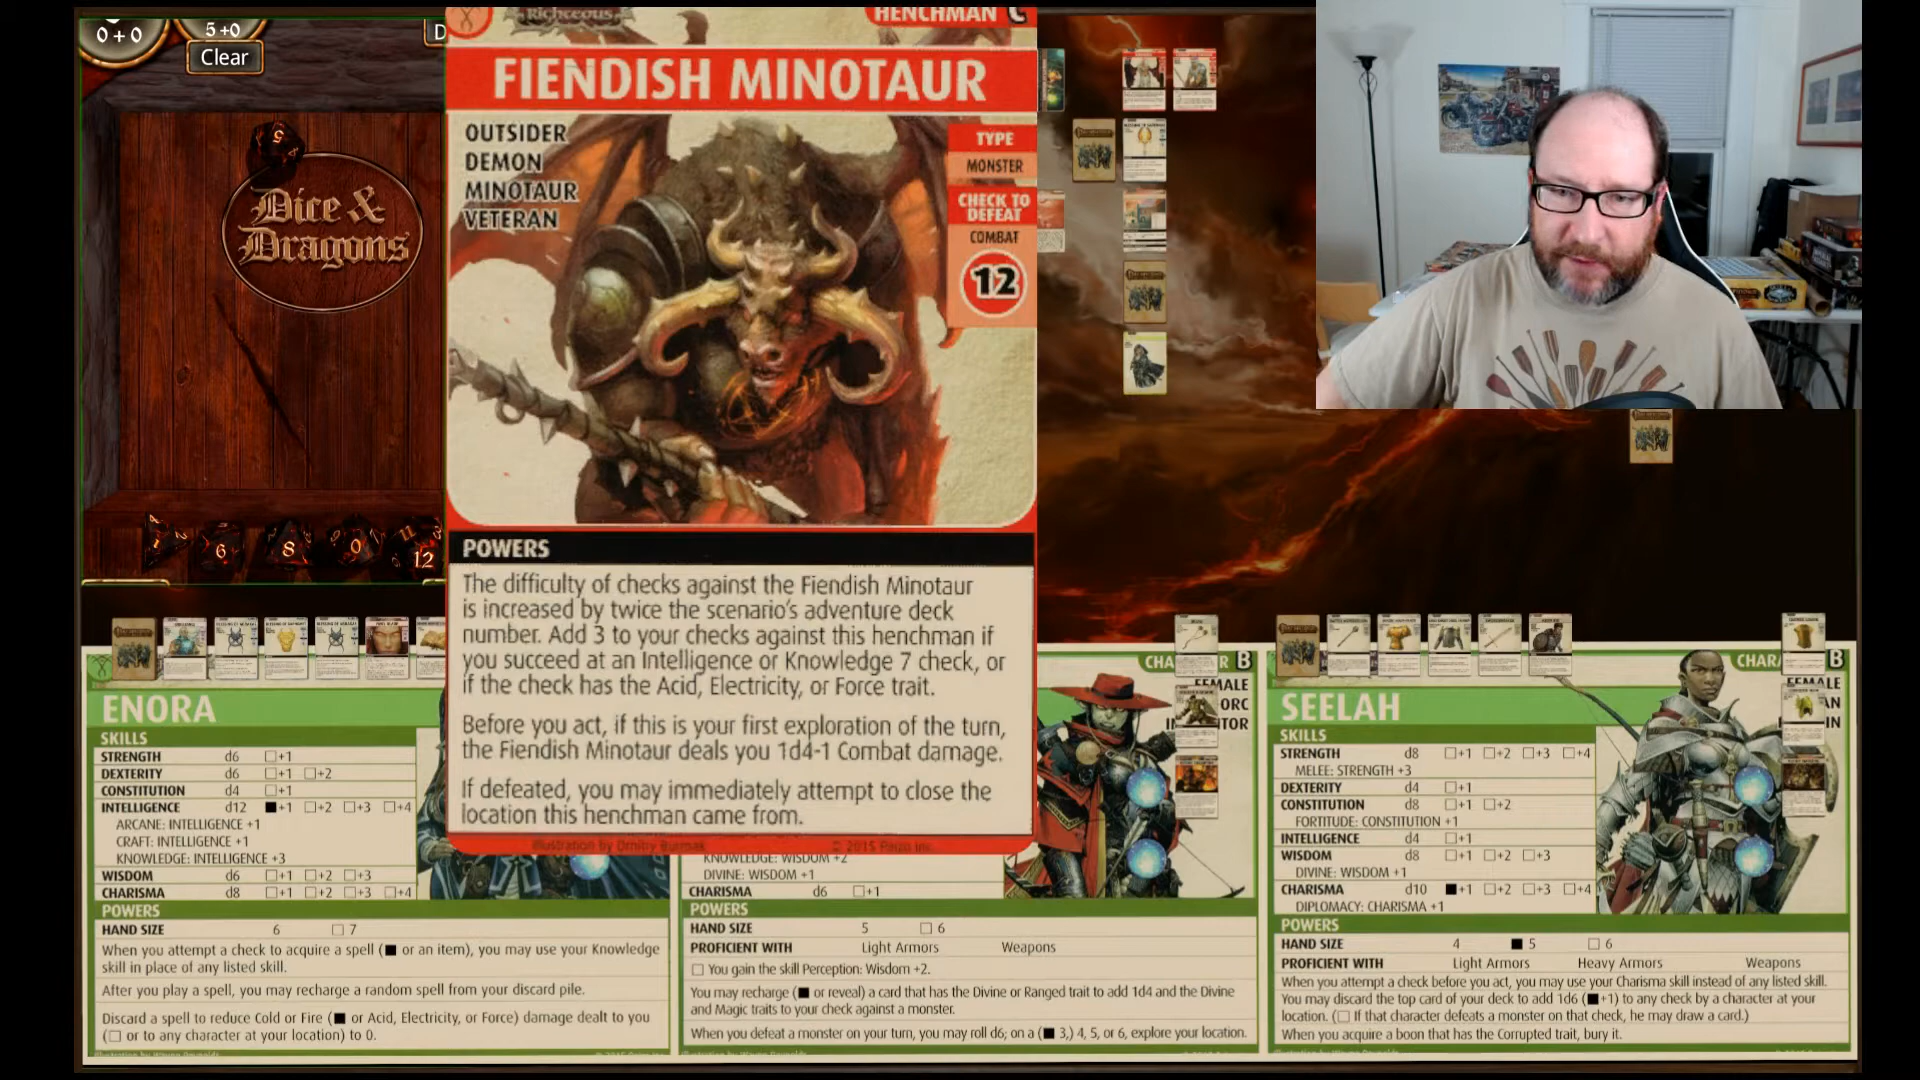 0+0
5+0
Clear
D
Righteous
HENCHMAN C
FIENDISH MINOTAUR
OUTSIDER
DEMON
MINOTAUR
VETERAN
TYPE
MONSTER
CHECK TO
DEFEAT
COMBAT
12
Dice &
Dragons
6
8
0
11
12
POWERS
The difficulty of checks against the Fiendish Minotaur
is increased by twice the scenario's adventure deck
number. Add 3 to your checks against this henchman if
you succeed at an Intelligence or Knowledge 7 check, or
if the check has the Acid, Electricity, or Force trait.
Before you act, if this is your first exploration of the turn,
the Fiendish Minotaur deals you 1d4-1 Combat damage.
If defeated, you may immediately attempt to close the
location this henchman came from.
Illustration by Dmitry Burmak
© 2015 Paizo Inc.
ENORA
SKILLS
STRENGTH d6 □+1
DEXTERITY d6 □+1 □+2
CONSTITUTION d4 □+1
INTELLIGENCE d12 ■+1 □+2 □+3 □+4
ARCANE: INTELLIGENCE +1
CRAFT: INTELLIGENCE +1
KNOWLEDGE: INTELLIGENCE +3
WISDOM d6 □+1 □+2 □+3
CHARISMA d8 □+1 □+2 □+3 □+4
POWERS
HAND SIZE 6 □ 7
When you attempt a check to acquire a spell (■ or an item), you may use your Knowledge
skill in place of any listed skill.
After you play a spell, you may recharge a random spell from your discard pile.
Discard a spell to reduce Cold or Fire (■ or Acid, Electricity, or Force) damage dealt to you
(□ or to any character at your location) to 0.
CHA
R B
FEMALE
ORC
KNOWLEDGE: WISDOM +2
DIVINE: WISDOM +1
CHARISMA d6 □+1
POWERS
HAND SIZE 5 □ 6
PROFICIENT WITH Light Armors Weapons
□ You gain the skill Perception: Wisdom +2.
You may recharge (■ or reveal) a card that has the Divine or Ranged trait to add 1d4 and the Divine
and Magic traits to your check against a monster.
When you defeat a monster on your turn, you may roll d6; on a (■ 3,) 4, 5, or 6, explore your location.
CHARA
B
SEELAH
SKILLS
STRENGTH d8 □+1 □+2 □+3 □+4
MELEE: STRENGTH +3
DEXTERITY d4 □+1
CONSTITUTION d8 □+1 □+2
FORTITUDE: CONSTITUTION +1
INTELLIGENCE d4 □+1
WISDOM d8 □+1 □+2 □+3
DIVINE: WISDOM +1
CHARISMA d10 ■+1 □+2 □+3 □+4
DIPLOMACY: CHARISMA +1
POWERS
HAND SIZE 4 ■ 5 □ 6
PROFICIENT WITH Light Armors Heavy Armors Weapons
When you attempt a check before you act, you may use your Charisma skill instead of any listed skill.
You may discard the top card of your deck to add 1d6 (■+1) to any check by a character at your
location. (□ If that character defeats a monster on that check, he may draw a card.)
When you acquire a boon that has the Corrupted trait, bury it.